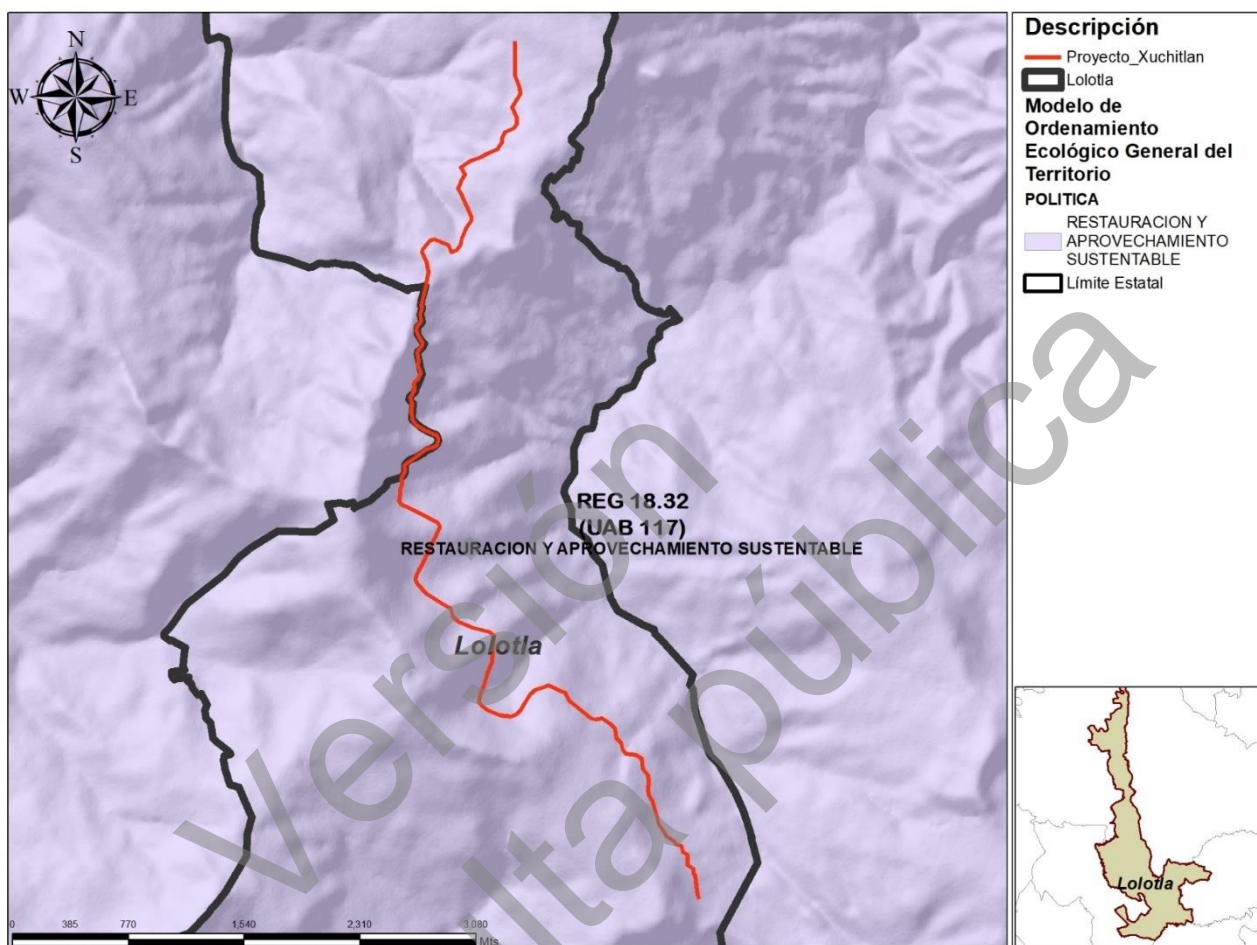 N
W
E
S
REG 18.32
(UAB 117)
RESTAURACION Y APROVECHAMIENTO SUSTENTABLE
Lolotla
0 385 770 1,540 2,310 3,080
Mts
Versión
lta pública
Descripción
Proyecto_Xuchitlan
Lolotla
Modelo de
Ordenamiento
Ecológico General del
Territorio
POLITICA
RESTAURACION Y
APROVECHAMIENTO
SUSTENTABLE
Límite Estatal
Lolotla